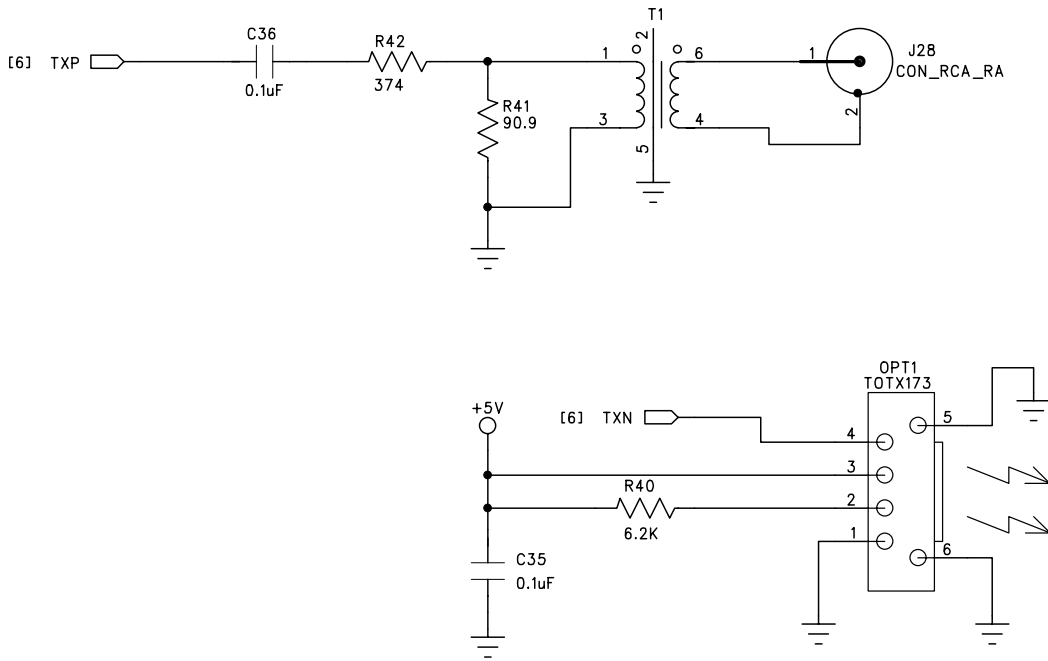 T1
C36
R42
[6] TXP
0.1uF
374
1
2
6
1
J28
CON_RCA_RA
R41
90.9
3
5
4
2
OPT1
TOTX173
+5V
[6] TXN
4
5
3
R40
2
6.2K
1
6
C35
0.1uF